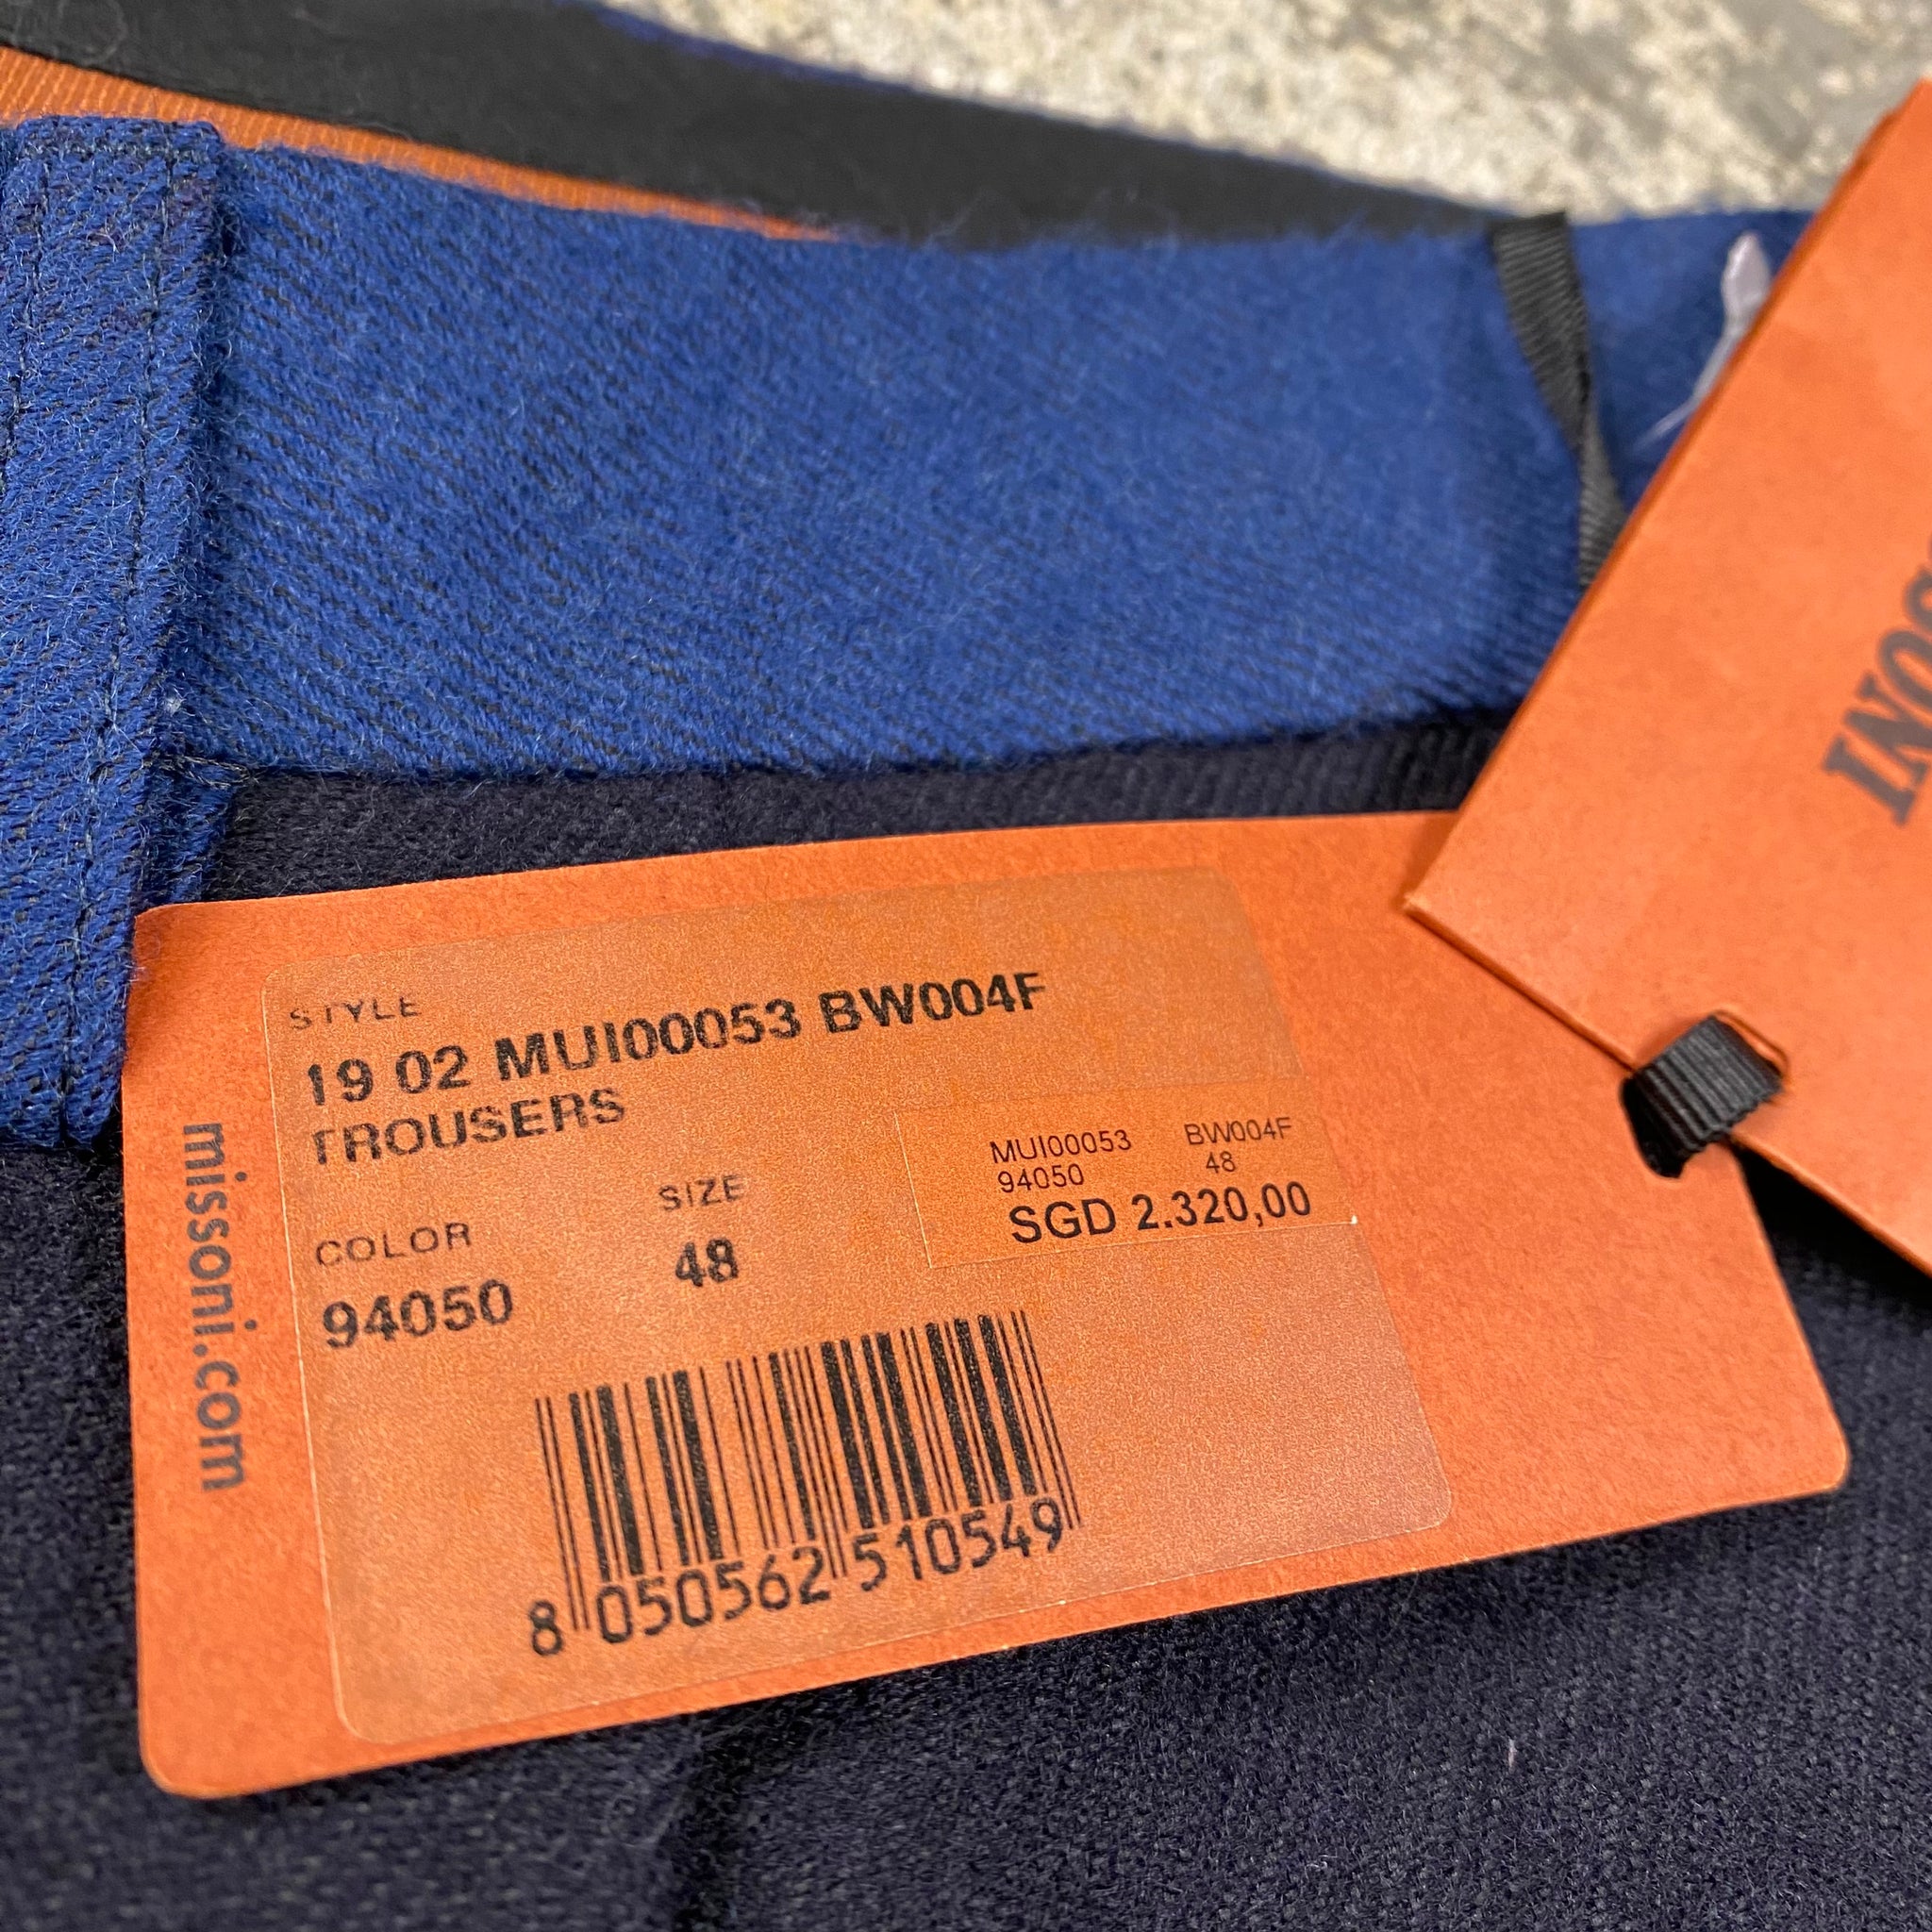 STYLE
19 02 MUI00053 BW004F
TROUSERS
COLOR SIZE
94050 48
MUI00053 BW004F
94050 48
SGD 2.320,00
8 050562 510549
missoni.com
SONI